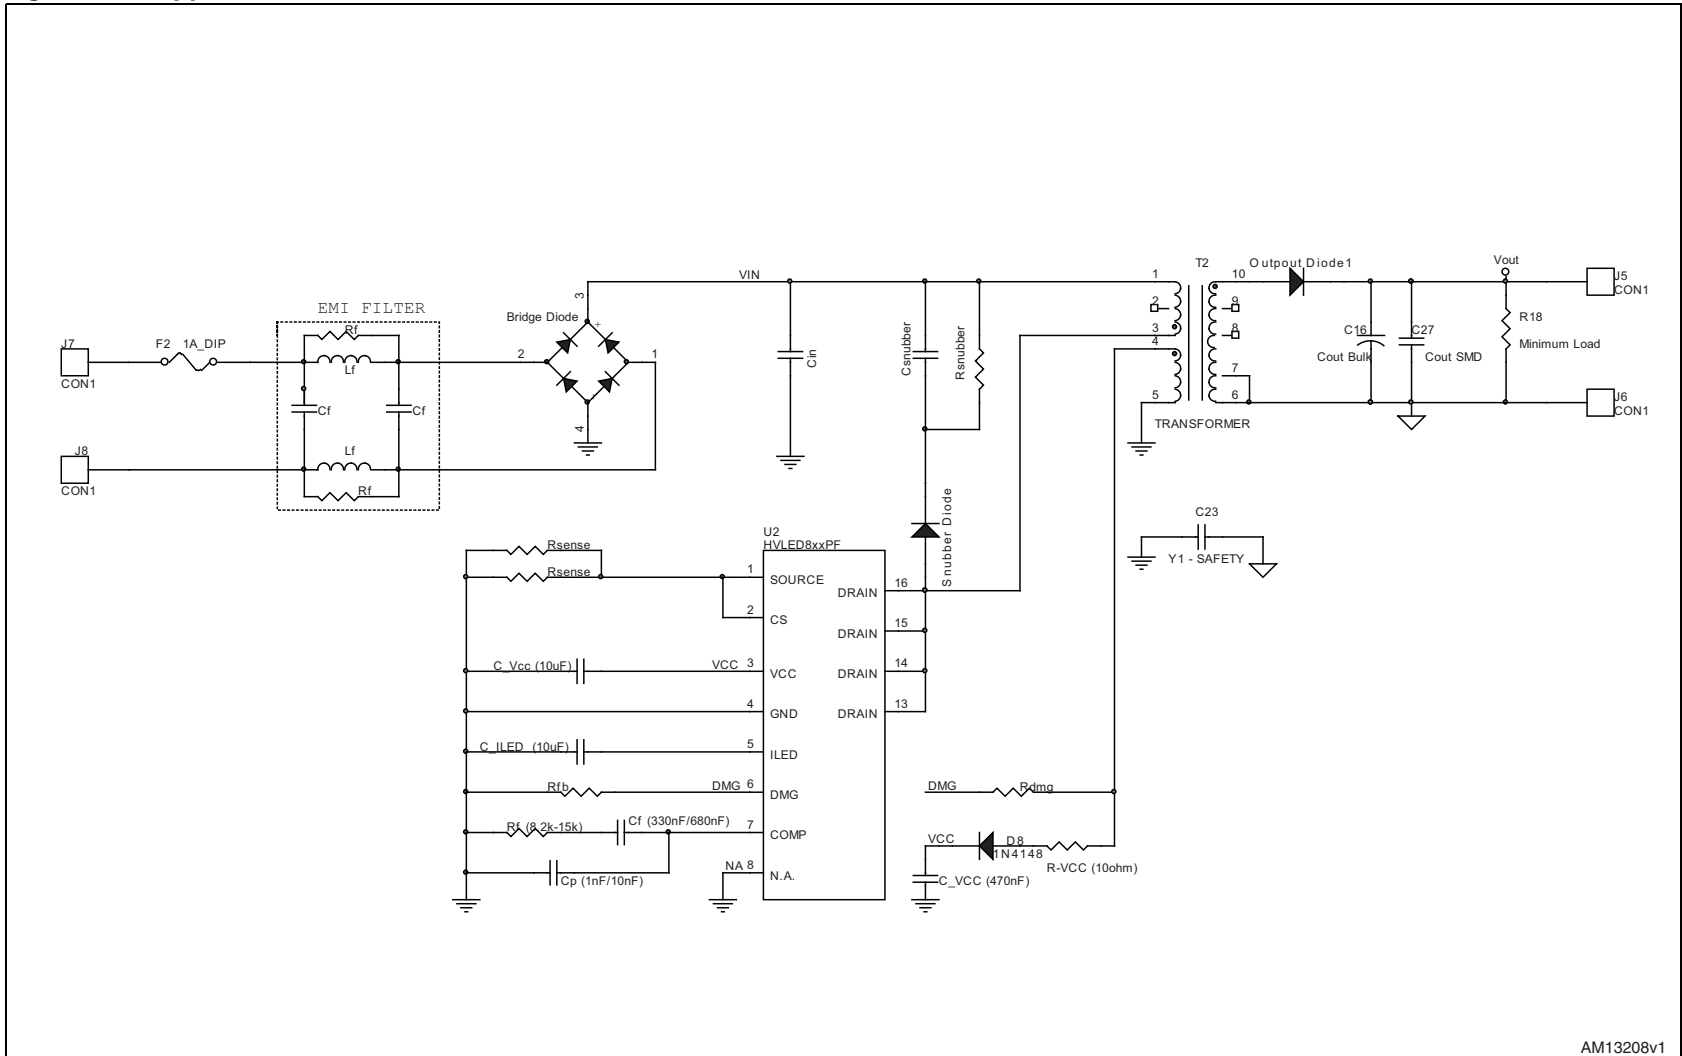 VIN
1
T2
10
Outpout Diode1
Vout
J5
CON1
EMI FILTER
3
Bridge Diode
+
2
9
R18
Rf
Csnubber
Rsnubber
3
8
C16
C27
Minimum Load
J7
F2
1A_DIP
Lf
2
1
Cin
4
7
Cout Bulk
Cout SMD
CON1
Cf
Cf
4
5
6
J6
CON1
TRANSFORMER
J8
Lf
CON1
Rf
Snubber Diode
C23
Y1 - SAFETY
U2
HVLED8xxPF
Rsense
Rsense
1
SOURCE
16
DRAIN
2
CS
15
DRAIN
C_Vcc (10uF)
VCC
3
VCC
14
DRAIN
4
GND
13
DRAIN
C_ILED (10uF)
5
ILED
Rfb
DMG
6
DMG
DMG
Rdmg
Rf (8.2k-15k)
Cf (330nF/680nF)
7
COMP
VCC
D8
1N4148
R-VCC (10ohm)
NA
8
N.A.
Cp (1nF/10nF)
C_VCC (470nF)
AM13208v1